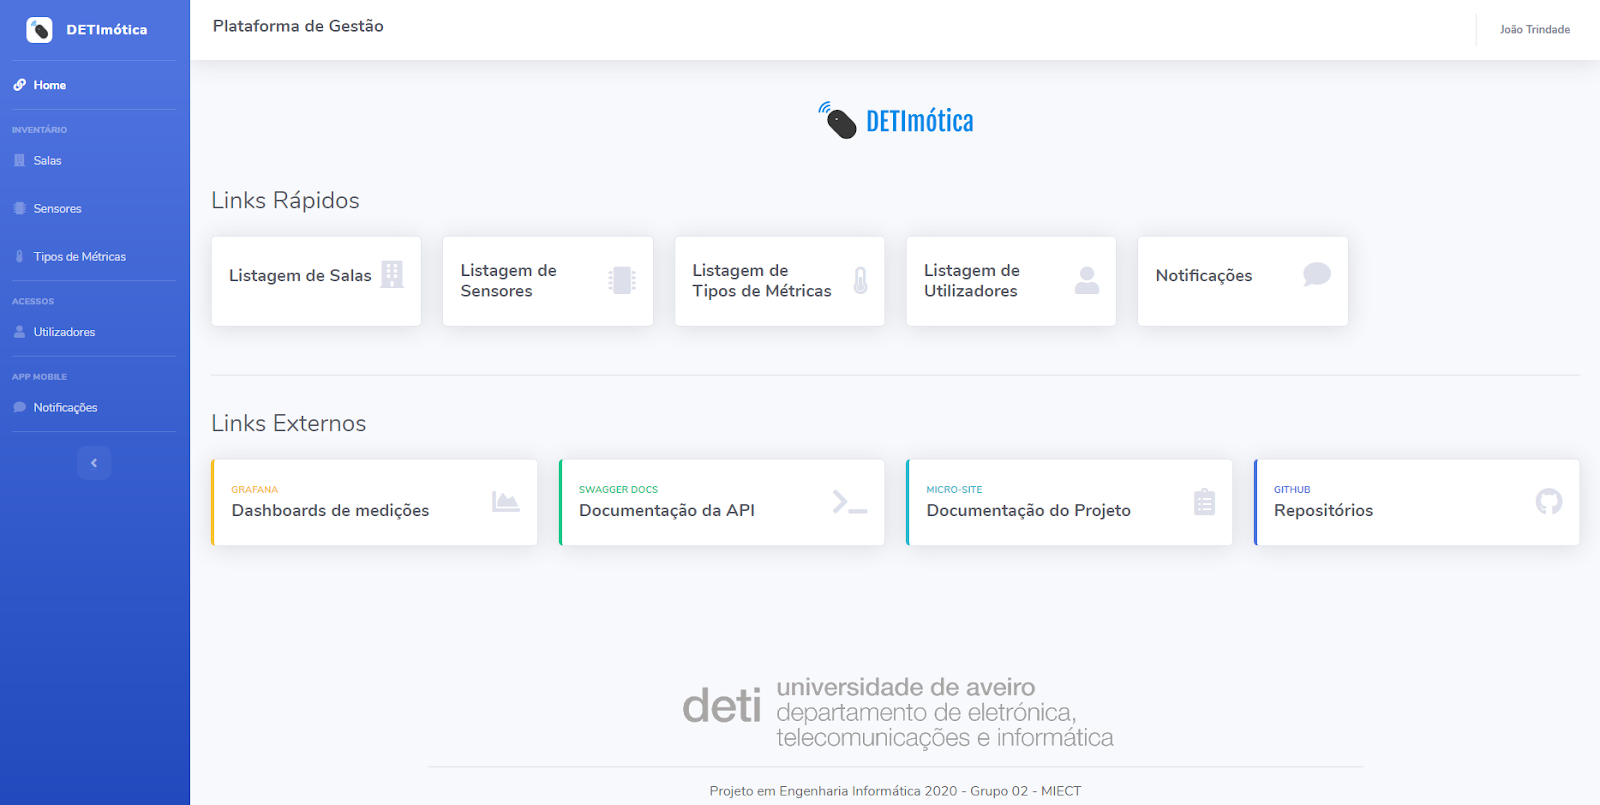 DETImótica
Plataforma de Gestão
João Trindade
Home
INVENTÁRIO
Salas
Sensores
Tipos de Métricas
ACESSOS
Utilizadores
APP MOBILE
Notificações
DETImótica
Links Rápidos
Listagem de Salas
Listagem de
Sensores
Listagem de
Tipos de Métricas
Listagem de
Utilizadores
Notificações
Links Externos
GRAFANA
Dashboards de medições
SWAGGER DOCS
Documentação da API
MICRO-SITE
Documentação do Projeto
GITHUB
Repositórios
deti
universidade de aveiro
departamento de eletrónica,
telecomunicações e informática
Projeto em Engenharia Informática 2020 - Grupo 02 - MIECT